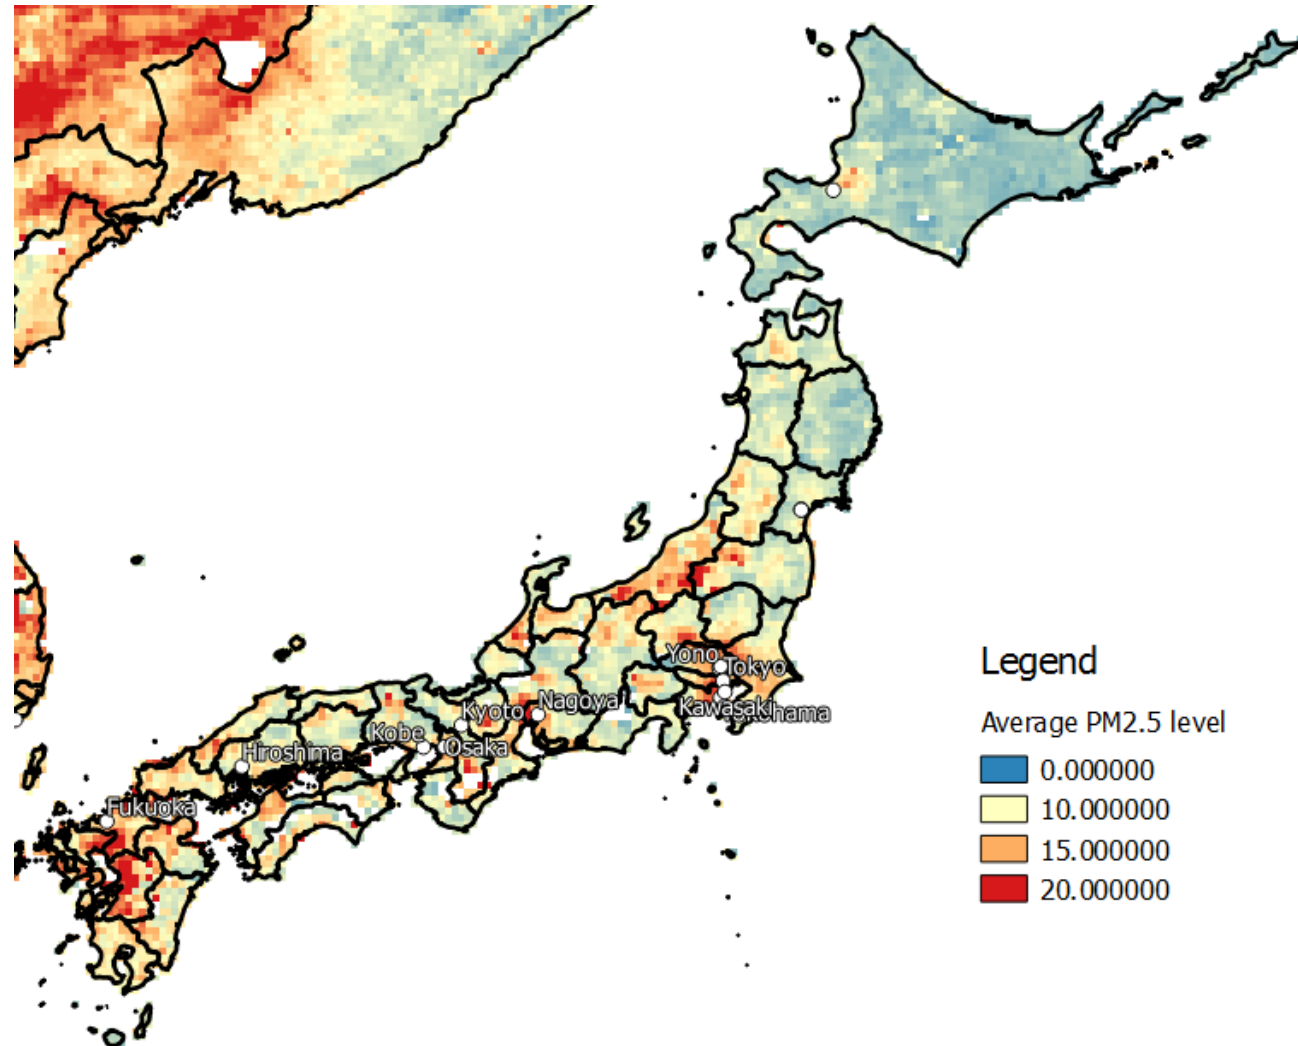 Yono
Tokyo
Kawasaki
Nagoya
Kyoto
Kobe
Osaka
Hiroshima
Fukuoka
Legend
Average PM2.5 level
0.000000
10.000000
15.000000
20.000000